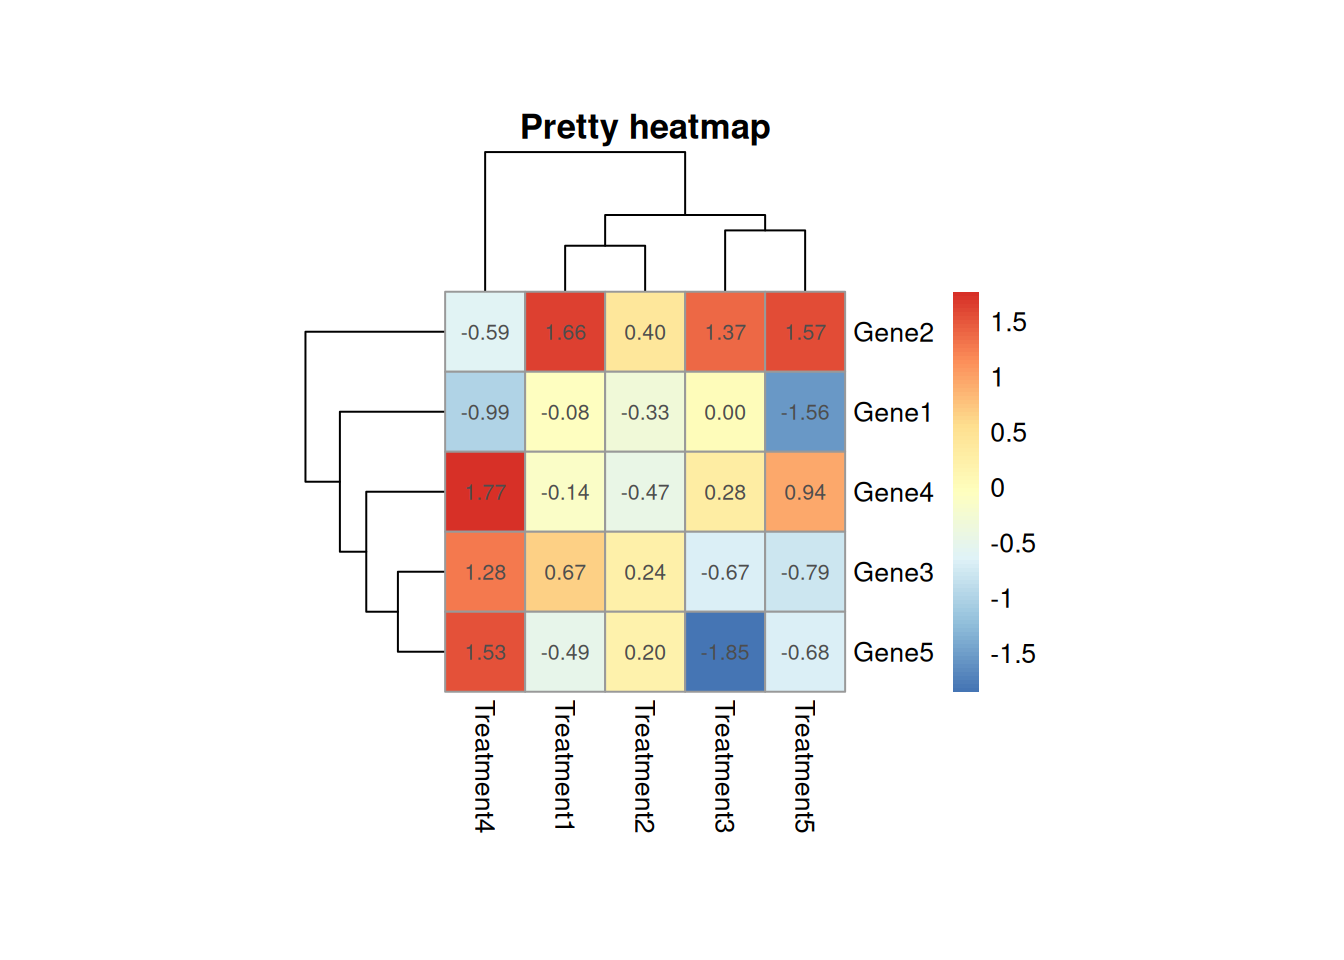 Pretty heatmap
-0.59 1.66 0.40 1.37 1.57 Gene2
-0.99 -0.08 -0.33 0.00 -1.56 Gene1
1.77 -0.14 -0.47 0.28 0.94 Gene4
1.28 0.67 0.24 -0.67 -0.79 Gene3
1.53 -0.49 0.20 -1.85 -0.68 Gene5
Treatment4
Treatment1
Treatment2
Treatment3
Treatment5
1.5
1
0.5
0
-0.5
-1
-1.5